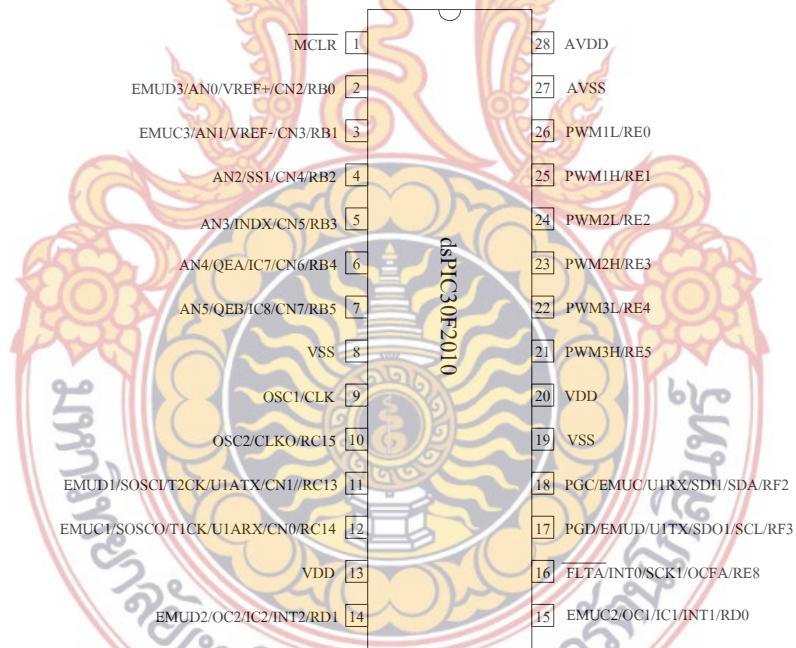 MCLR 1
EMUD3/AN0/VREF+/CN2/RB0 2
EMUC3/AN1/VREF-/CN3/RB1 3
AN2/SS1/CN4/RB2 4
AN3/INDX/CN5/RB3 5
AN4/QEA/IC7/CN6/RB4 6
AN5/QEB/IC8/CN7/RB5 7
VSS 8
OSC1/CLK 9
OSC2/CLKO/RC15 10
EMUD1/SOSCI/T2CK/U1ATX/CN1//RC13 11
EMUC1/SOSCO/T1CK/U1ARX/CN0/RC14 12
VDD 13
EMUD2/OC2/IC2/INT2/RD1 14
dsPIC30F2010
28 AVDD
27 AVSS
26 PWM1L/RE0
25 PWM1H/RE1
24 PWM2L/RE2
23 PWM2H/RE3
22 PWM3L/RE4
21 PWM3H/RE5
20 VDD
19 VSS
18 PGC/EMUC/U1RX/SDI1/SDA/RF2
17 PGD/EMUD/U1TX/SDO1/SCL/RF3
16 FLTA/INT0/SCK1/OCFA/RE8
15 EMUC2/OC1/IC1/INT1/RD0